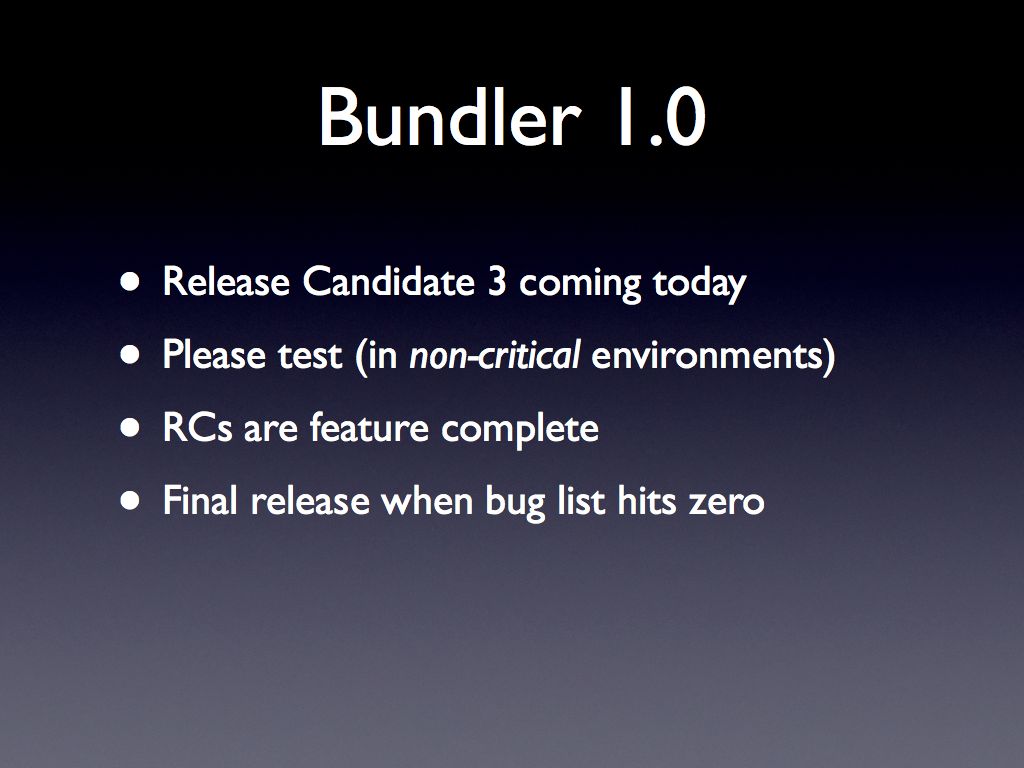 Bundler 1.0
• Release Candidate 3 coming today
• Please test (in non-critical environments)
• RCs are feature complete
• Final release when bug list hits zero